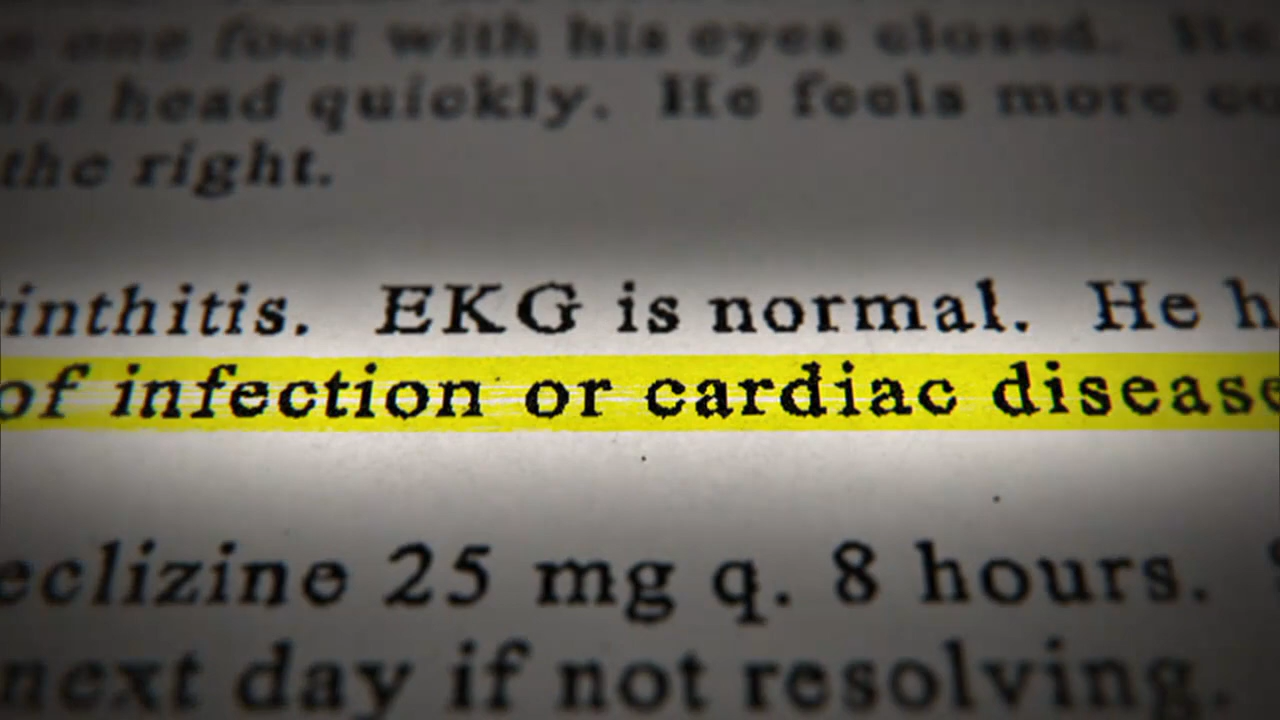 one foot with his eyes closed. He
his head quickly. He feels more
the right.
inthitis. EKG is normal. He h
of infection or cardiac disease
eclizine 25 mg q. 8 hours.
next day if not resolving.